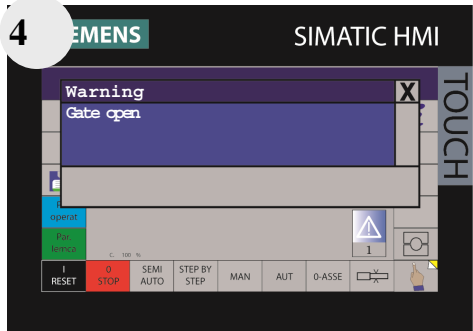 4
EMENS
SIMATIC HMI
TOUCH
Warning
X
Gate open
operat
Par.
lemca
C. 100 %
1
I
RESET
0
STOP
SEMI
AUTO
STEP BY
STEP
MAN
AUT
0-ASSE